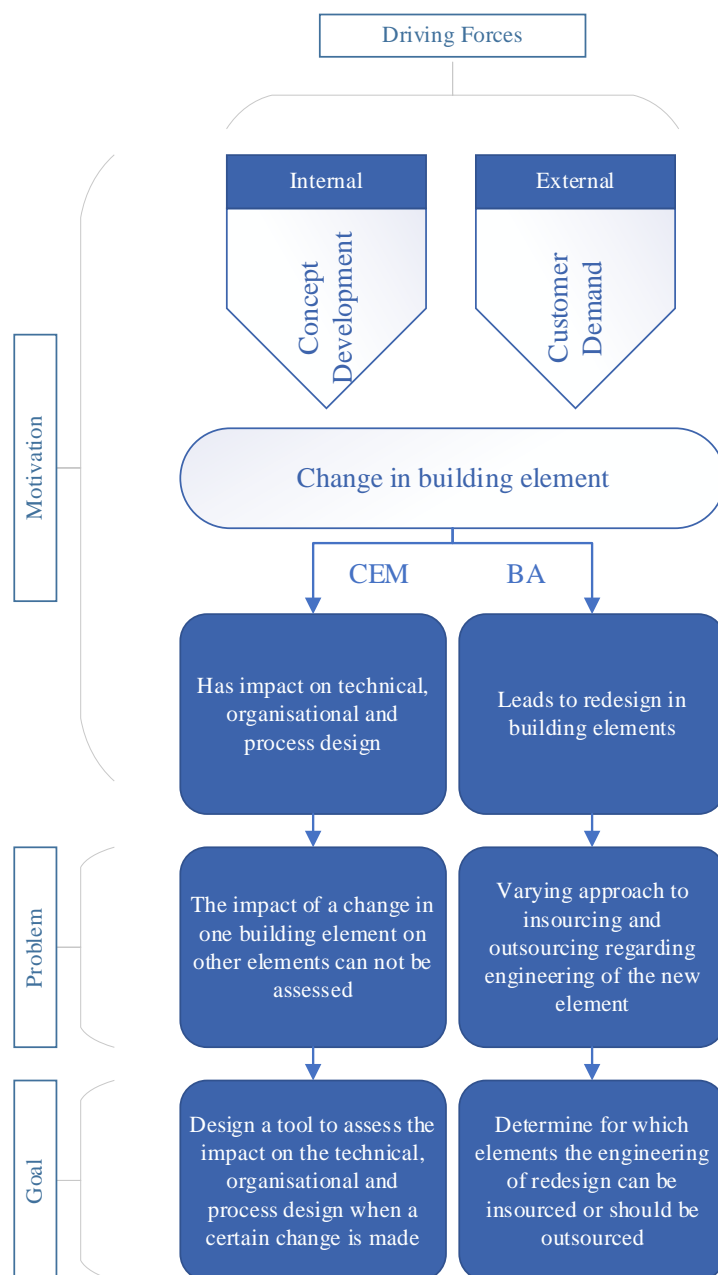 Driving Forces
Internal
External
Concept
Development
Customer
Demand
Motivation
Change in building element
CEM
BA
Has impact on technical,
organisational and
process design
Leads to redesign in
building elements
Problem
The impact of a change in
one building element on
other elements can not be
assessed
Varying approach to
insourcing and
outsourcing regarding
engineering of the new
element
Goal
Design a tool to assess the
impact on the technical,
organisational and
process design when a
certain change is made
Determine for which
elements the engineering
of redesign can be
insourced or should be
outsourced